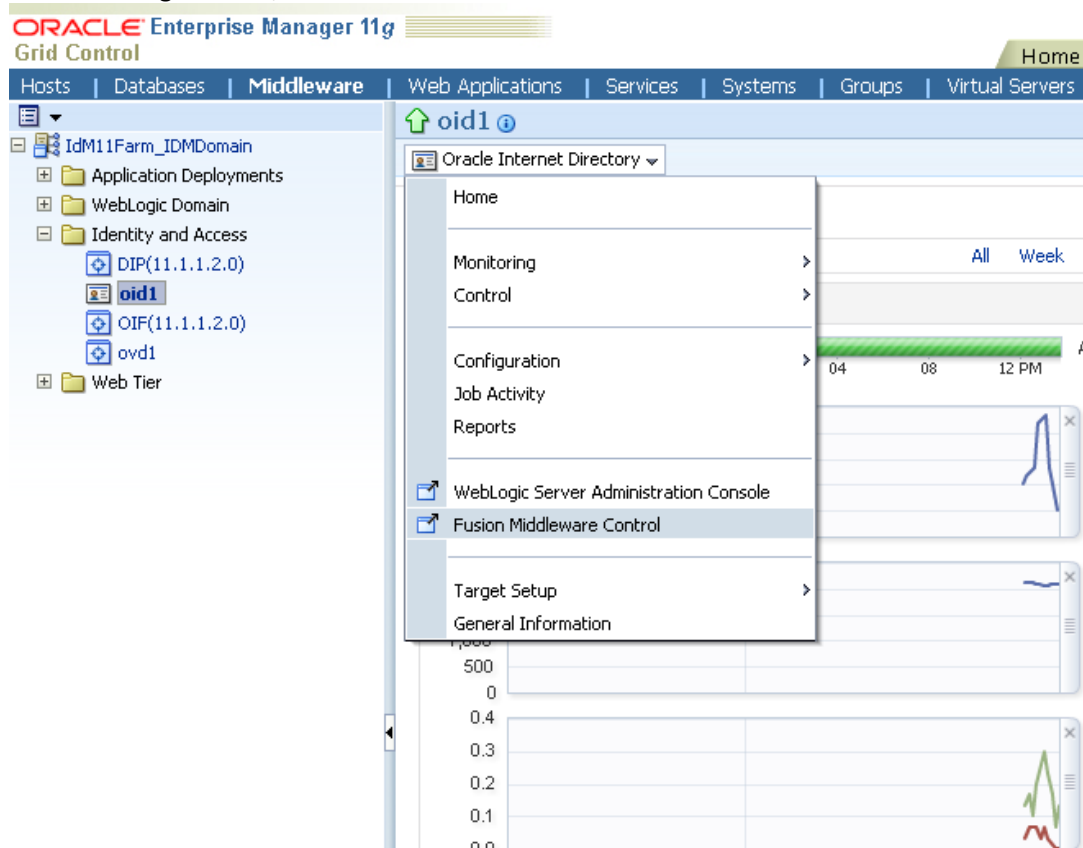 ORACLE Enterprise Manager 11g
Grid Control
Home
Hosts | Databases | Middleware | Web Applications | Services | Systems | Groups | Virtual Servers
oid1
IdM11Farm_IDMDomain
Oracle Internet Directory
Application Deployments
WebLogic Domain
Identity and Access
DIP(11.1.1.2.0)
oid1
OIF(11.1.1.2.0)
ovd1
Web Tier
Home
Monitoring
Control
Configuration
Job Activity
Reports
WebLogic Server Administration Console
Fusion Middleware Control
Target Setup
General Information
All Week
04 08 12 PM
500
0
0.4
0.3
0.2
0.1